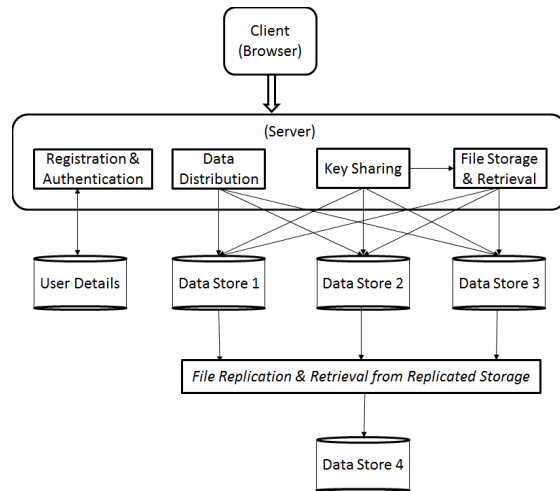 Client
(Browser)
(Server)
Registration &
Authentication
Data
Distribution
Key Sharing
File Storage
& Retrieval
User Details
Data Store 1
Data Store 2
Data Store 3
File Replication & Retrieval from Replicated Storage
Data Store 4